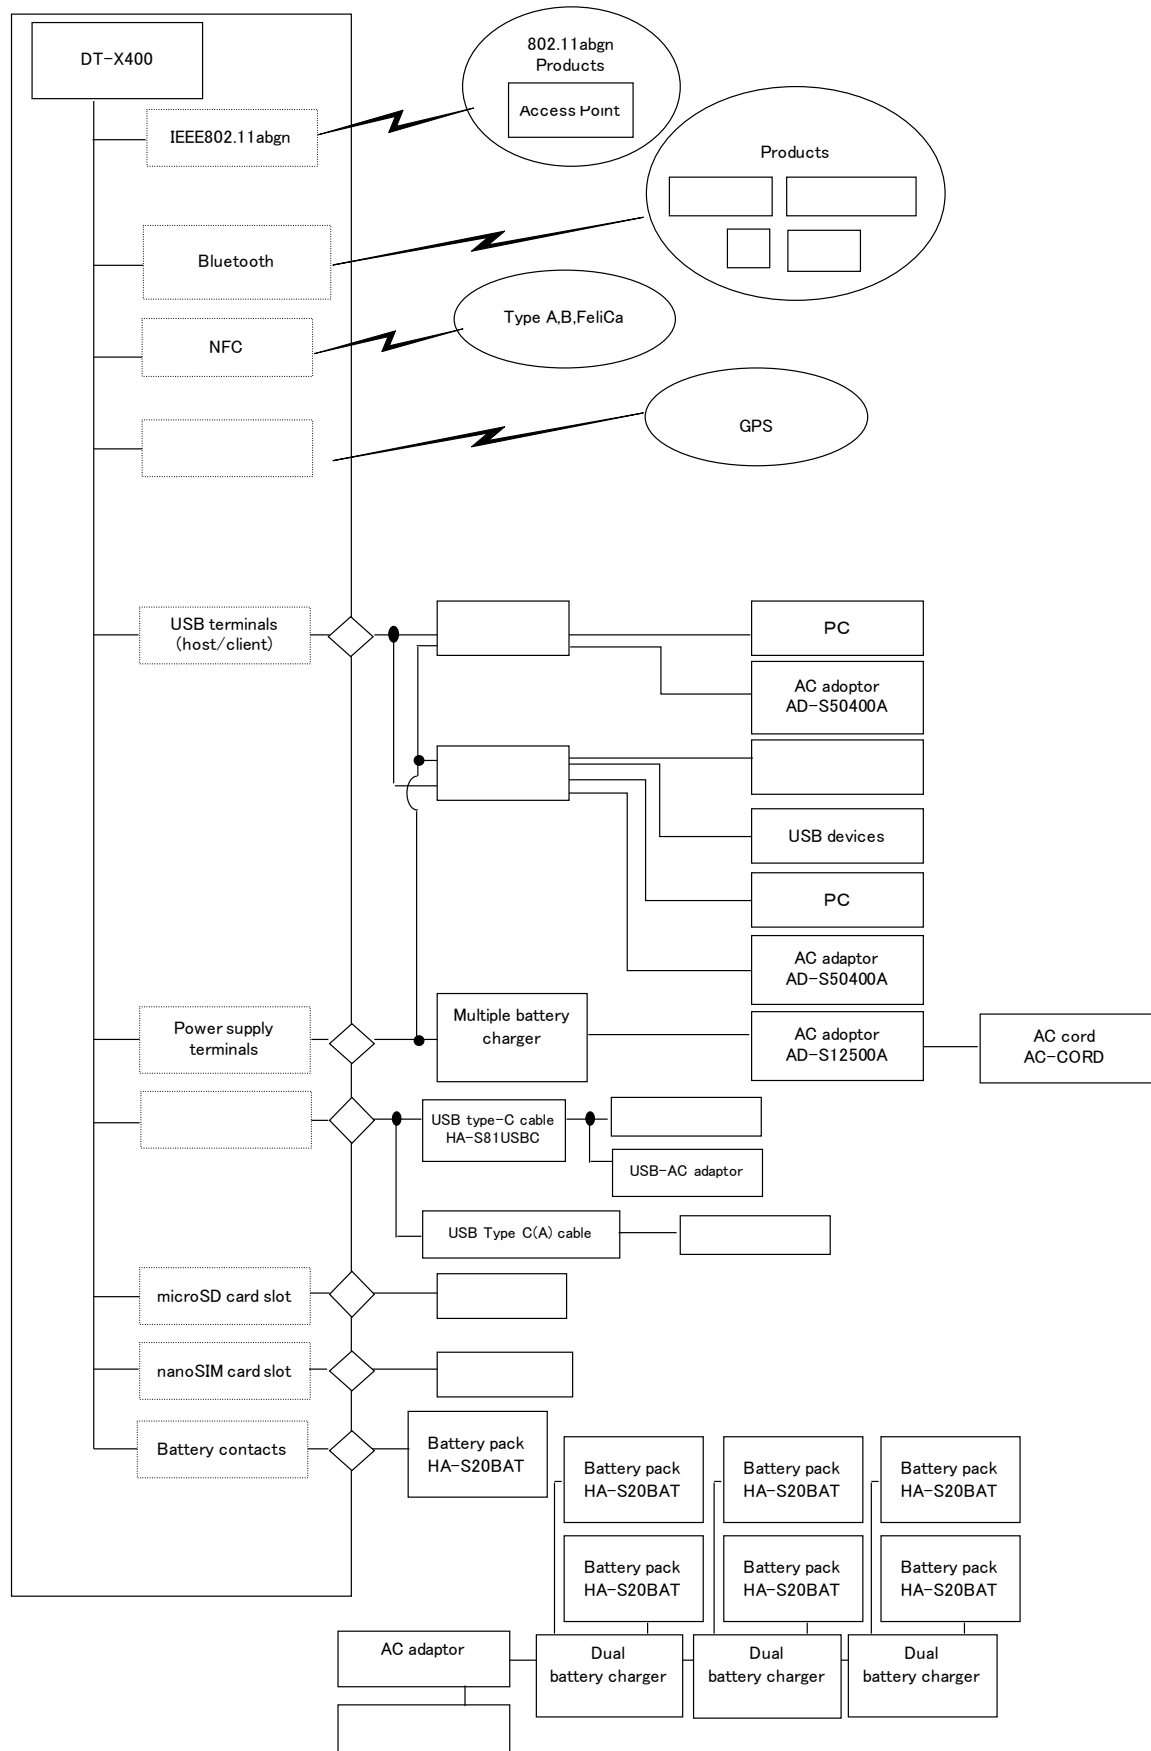 DT-X400
802.11abgn
Products
Access Point
IEEE802.11abgn
Products
Bluetooth
Type A,B,FeliCa
NFC
GPS
USB terminals
(host/client)
PC
AC adoptor
AD-S50400A
USB devices
PC
AC adaptor
AD-S50400A
Power supply
terminals
Multiple battery
charger
AC adoptor
AD-S12500A
AC cord
AC-CORD
USB type-C cable
HA-S81USBC
USB-AC adaptor
USB Type C(A) cable
microSD card slot
nanoSIM card slot
Battery contacts
Battery pack
HA-S20BAT
Battery pack
HA-S20BAT
Battery pack
HA-S20BAT
Battery pack
HA-S20BAT
Battery pack
HA-S20BAT
Battery pack
HA-S20BAT
Battery pack
HA-S20BAT
AC adaptor
Dual
battery charger
Dual
battery charger
Dual
battery charger